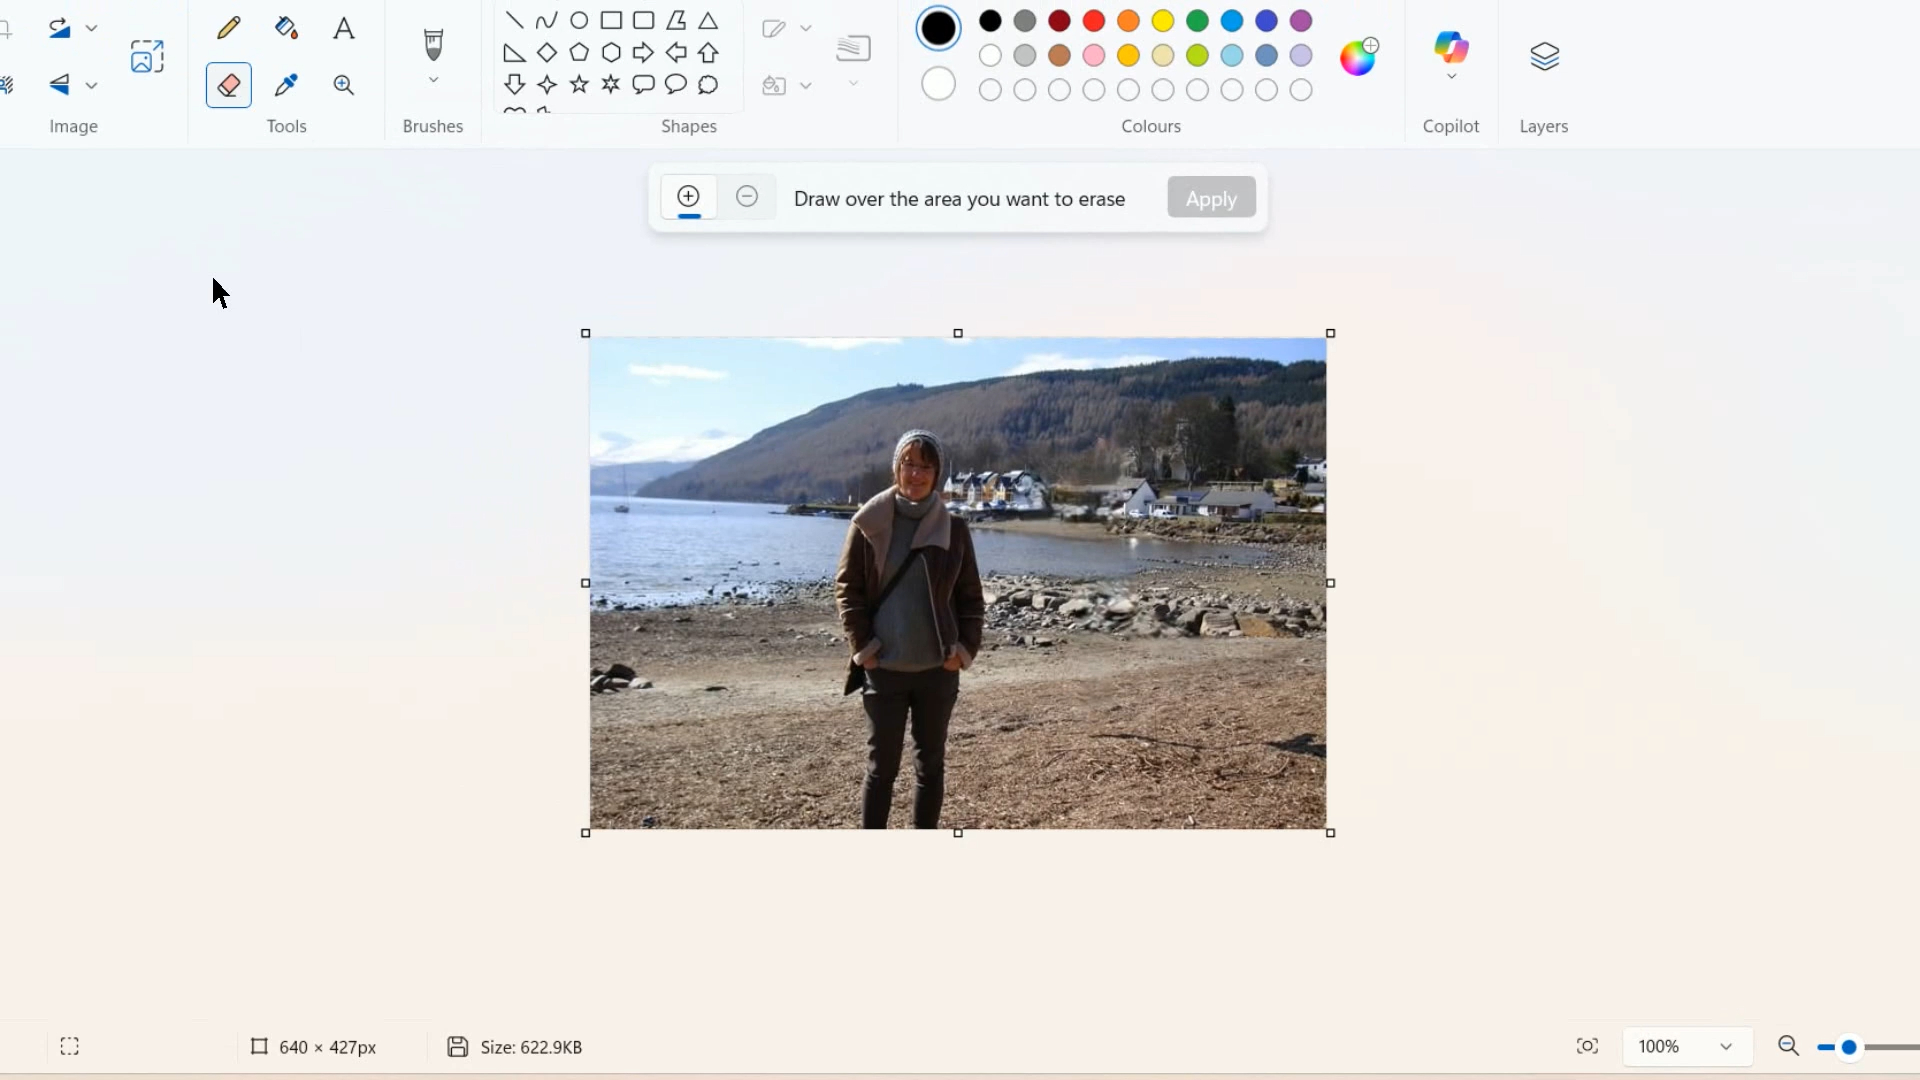 Image
Tools
Brushes
Shapes
Colours
Copilot
Layers
Draw over the area you want to erase
Apply
640 × 427px
Size: 622.9KB
100%